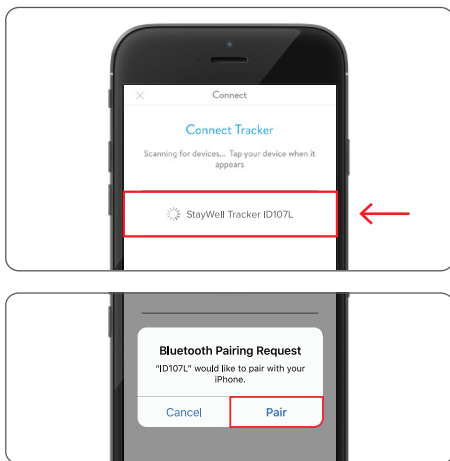 Connect
Connect Tracker
Scanning for devices... Tap your device when it
appears
StayWell Tracker ID107L
Bluetooth Pairing Request
"ID107L" would like to pair with your
iPhone.
Cancel Pair